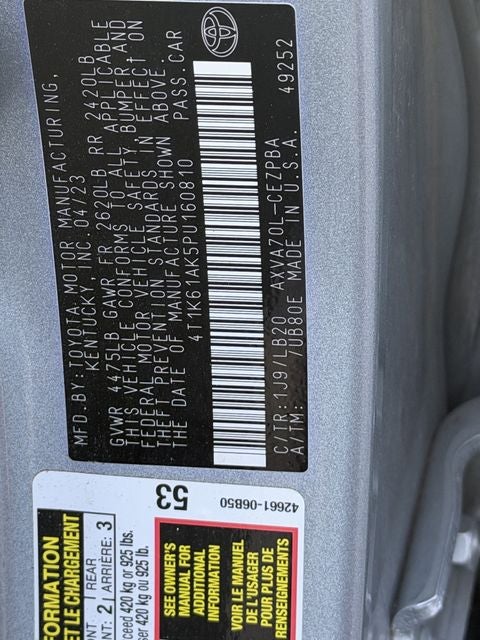 MFD.BY:TOYOTA MOTOR MANUFACTURING,
KENTUCKY, INC. 04/23
GVWR 4475LB GAWR FR 2620LB RR 2420LB
THIS VEHICLE CONFORMS TO ALL APPLICABLE
FEDERAL MOTOR VEHICLE SAFETY, BUMPER AND
THEFT PREVENTION STANDARDS IN EFFECT ON
THE DATE OF MANUFACTURE SHOWN ABOVE.
4T1K61AK5PU160810 PASS.CAR
C/TR:1J9/LB20 AXVA70L-CEZPBA
A/TM: /UB80E MADE IN U.S.A. 49252
FORMATION
ET LE CHARGEMENT
2 REAR
ANT: 2 ARRIÈRE: 3
ceed 420 kg or 925 lbs.
ser 420 kg ou 925 lb.
SEE OWNER'S
MANUAL FOR
ADDITIONAL
INFORMATION
VOIR LE MANUEL
DE L'USAGER
POUR PLUS DE
RENSEIGNEMENTS
53
42661-06B50